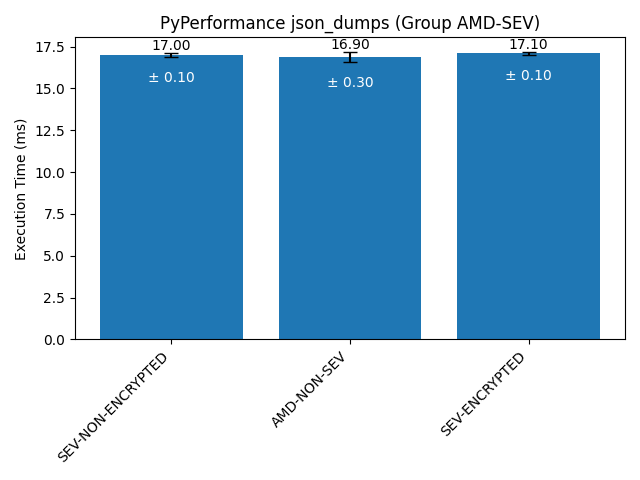 PyPerformance json_dumps (Group AMD-SEV)
17.00
16.90
17.10
± 0.10
± 0.30
± 0.10
Execution Time (ms)
17.5
15.0
12.5
10.0
7.5
5.0
2.5
0.0
SEV-NON-ENCRYPTED
AMD-NON-SEV
SEV-ENCRYPTED